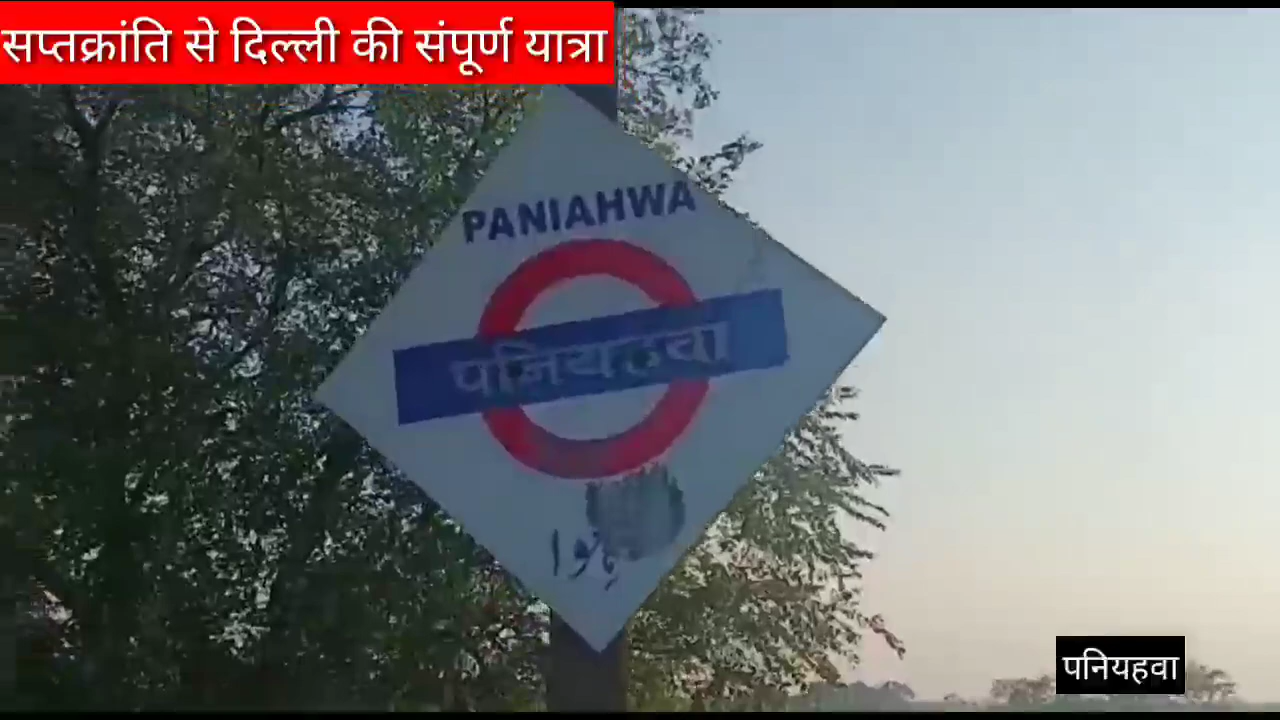 सप्तक्रांति से दिल्ली की संपूर्ण यात्रा
PANIAHWA
पनियहवा
पनियहवा